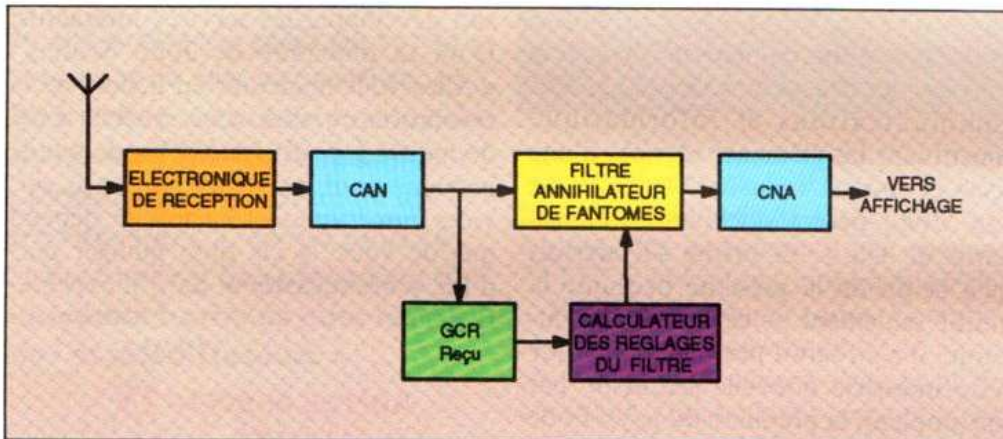 ELECTRONIQUE
DE RECEPTION
CAN
FILTRE
ANNIHILATEUR
DE FANTOMES
CNA
VERS
AFFICHAGE
GCR
Reçu
CALCULATEUR
DES REGLAGES
DU FILTRE